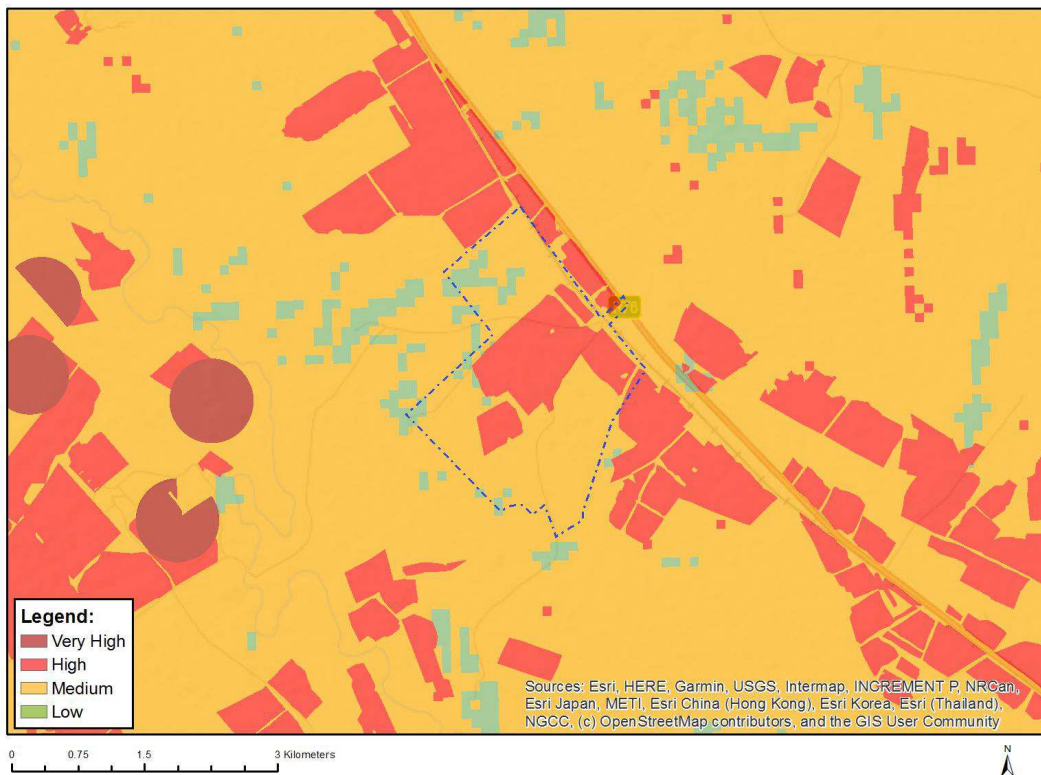 Legend:
Very High
High
Medium
Low
Sources: Esri, HERE, Garmin, USGS, Intermap, INCREMENT P, NRCan,
Esri Japan, METI, Esri China (Hong Kong), Esri Korea, Esri (Thailand),
NGCC, (c) OpenStreetMap contributors, and the GIS User Community
0 0.75 1.5 3 Kilometers
N